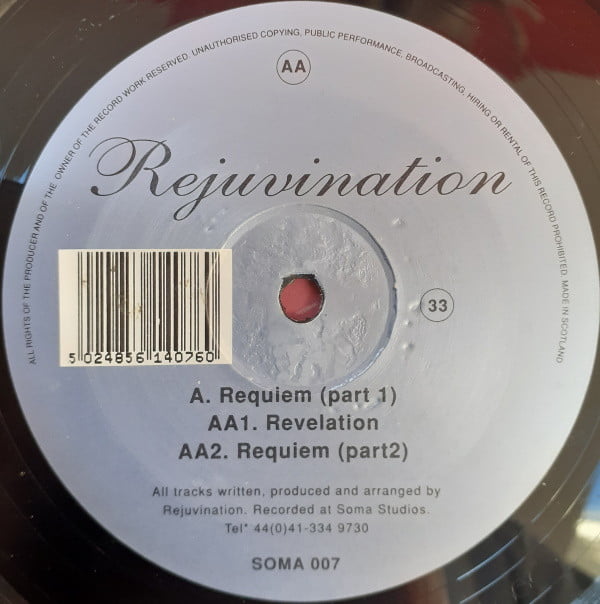 ALL RIGHTS OF THE PRODUCER AND OF THE OWNER OF THE RECORD WORK RESERVED. UNAUTHORISED COPYING, PUBLIC PERFORMANCE, BROADCASTING, HIRING OR RENTAL OF THIS RECORD PROHIBITED. MADE IN SCOTLAND
AA
Rejuvination
33
5 024856 140760
A. Requiem (part 1)
AA1. Revelation
AA2. Requiem (part2)
All tracks written, produced and arranged by
Rejuvination. Recorded at Soma Studios.
Tel* 44(0)41-334 9730
SOMA 007